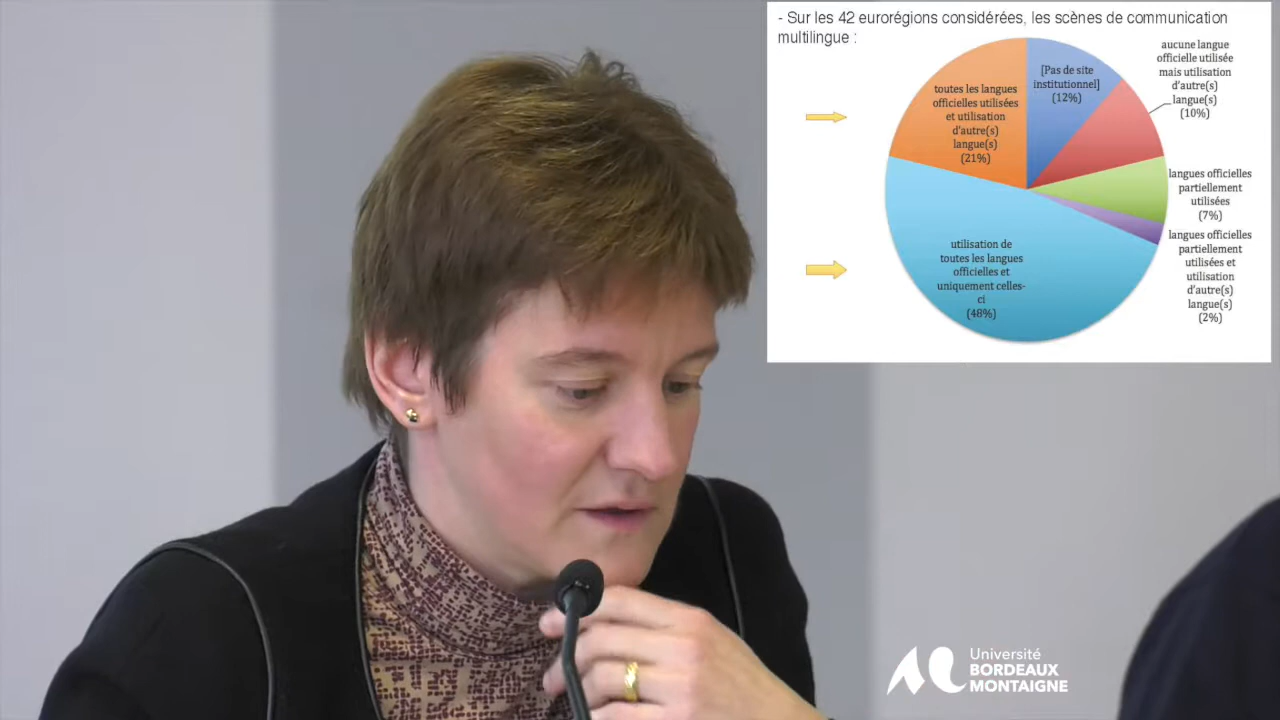 - Sur les 42 eurorégions considérées, les scènes de communication
multilingue :
aucune langue
officielle utilisée
mais utilisation
d'autre(s)
langue(s)
(10%)
[Pas de site
institutionnel]
(12%)
toutes les langues
officielles utilisées
et utilisation
d'autre(s)
langue(s)
(21%)
langues officielles
partiellement
utilisées
(7%)
langues officielles
partiellement
utilisées et
utilisation
d'autre(s)
langue(s)
(2%)
utilisation de
toutes les langues
officielles et
uniquement celles-
ci
(48%)
Université
BORDEAUX
MONTAIGNE